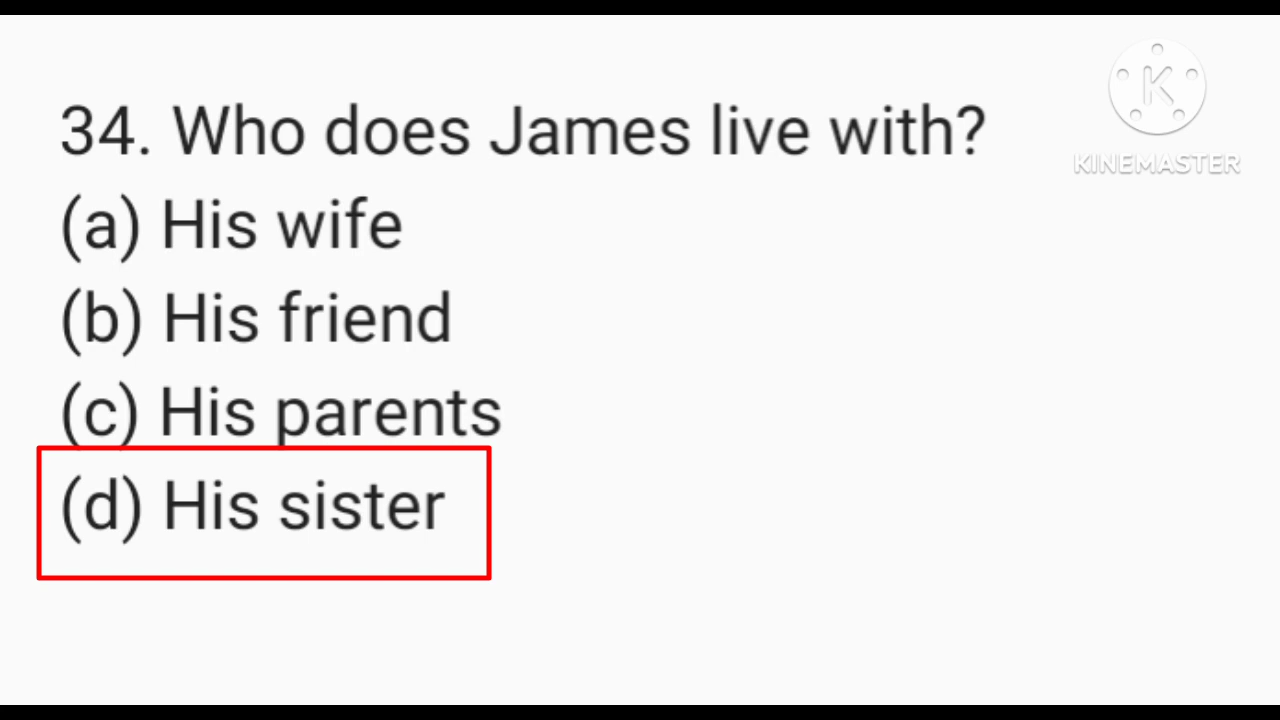 34. Who does James live with?
(a) His wife
(b) His friend
(c) His parents
(d) His sister
K
KINEMASTER